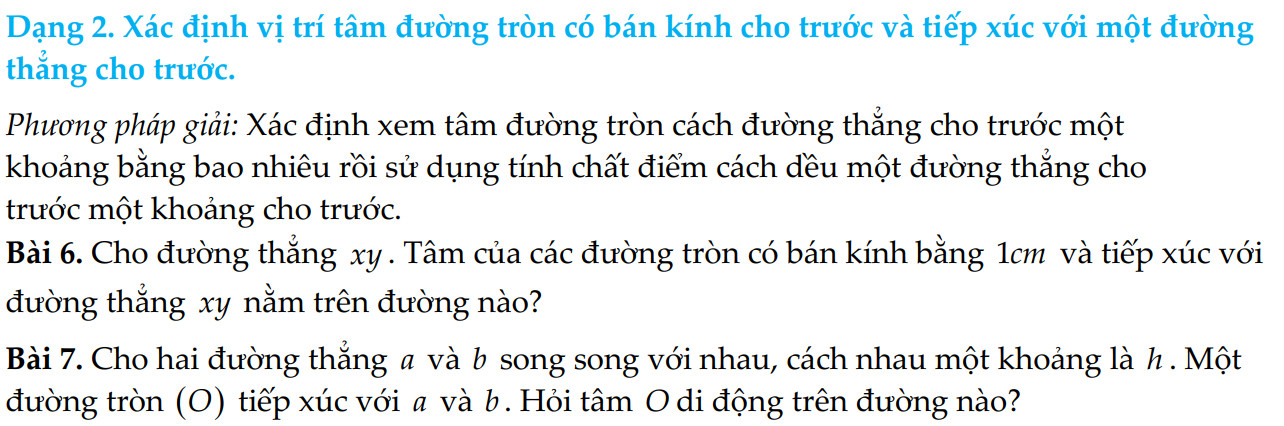 Dạng 2. Xác định vị trí tâm đường tròn có bán kính cho trước và tiếp xúc với một đường
thẳng cho trước.
Phương pháp giải: Xác định xem tâm đường tròn cách đường thẳng cho trước một
khoảng bằng bao nhiêu rồi sử dụng tính chất điểm cách dều một đường thẳng cho
trước một khoảng cho trước.
Bài 6. Cho đường thẳng xy. Tâm của các đường tròn có bán kính bằng 1cm và tiếp xúc với
đường thẳng xy nằm trên đường nào?
Bài 7. Cho hai đường thẳng a và b song song với nhau, cách nhau một khoảng là h. Một
đường tròn (O) tiếp xúc với a và b. Hỏi tâm O di động trên đường nào?